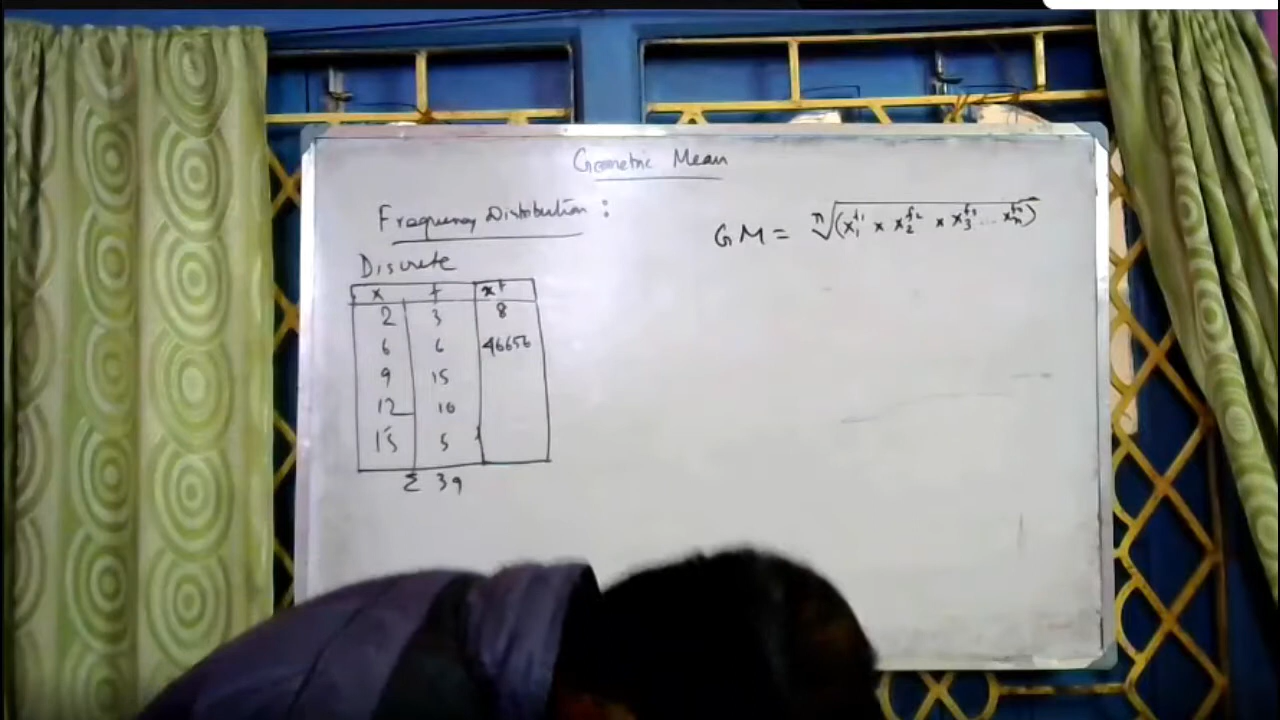 Geometric Mean
Frequency Distribution :
GM = ⁿ√(x₁^f₁ × x₂^f₂ × x₃^f₃ ... xₙ^fₙ)
Discrete
x f x^f
2 3 8
6 6 46656
9 15
12 10
15 5
Σ 39